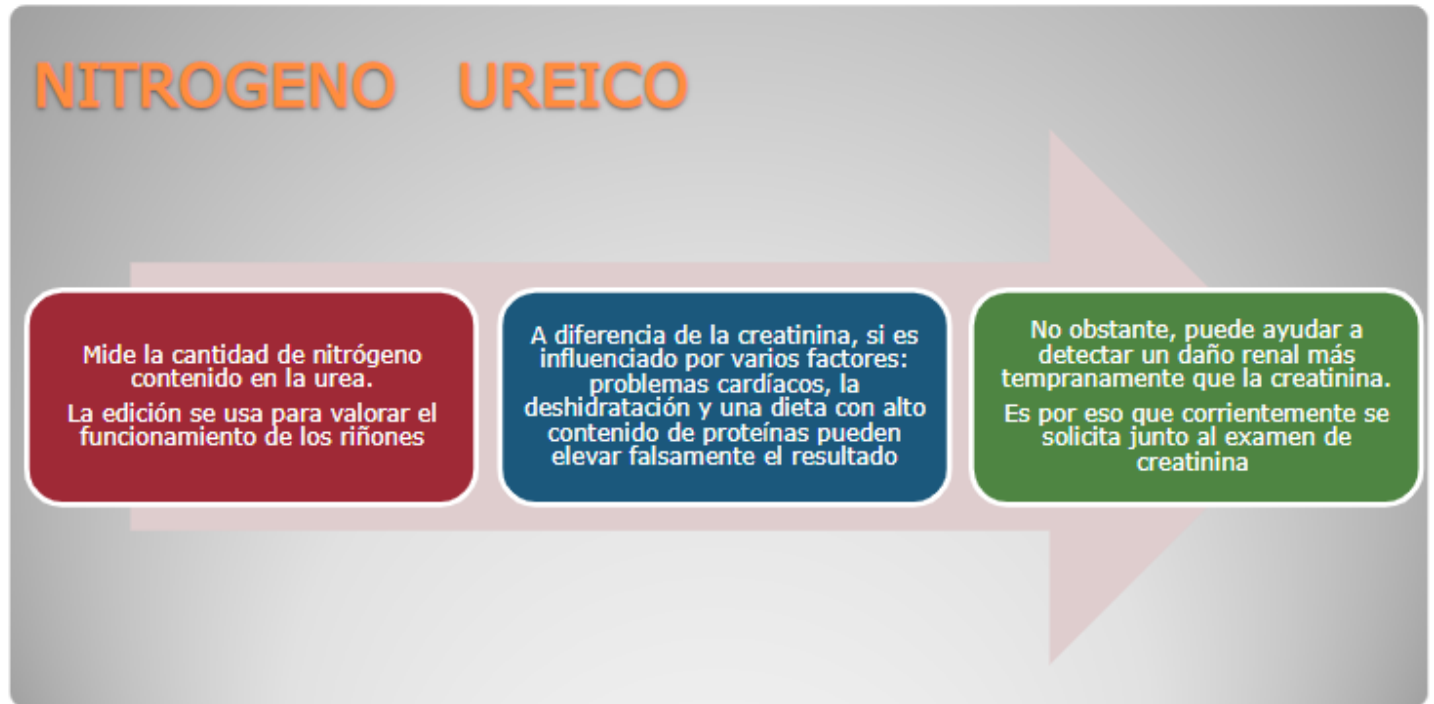 NITROGENO UREICO
Mide la cantidad de nitrógeno
contenido en la urea.
La edición se usa para valorar el
funcionamiento de los riñones
A diferencia de la creatinina, si es
influenciado por varios factores:
problemas cardíacos, la
deshidratación y una dieta con alto
contenido de proteínas pueden
elevar falsamente el resultado
No obstante, puede ayudar a
detectar un daño renal más
tempranamente que la creatinina.
Es por eso que corrientemente se
solicita junto al examen de
creatinina